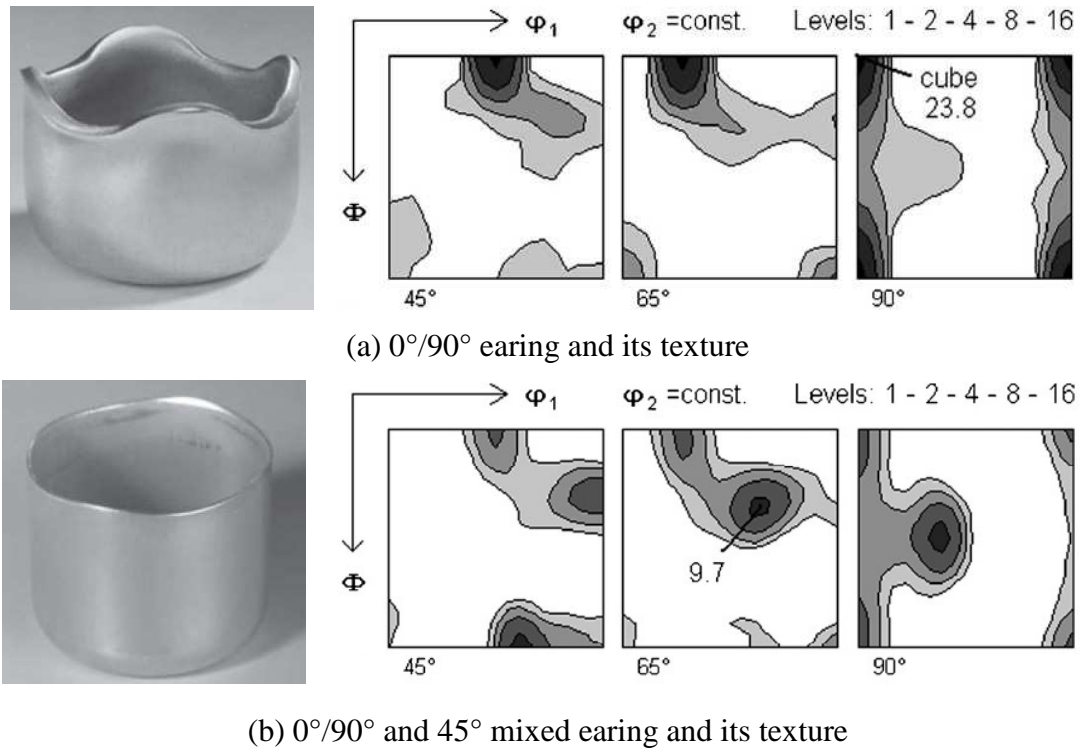 φ₁ φ₂ =const. Levels: 1 - 2 - 4 - 8 - 16
cube
23.8
Φ
45° 65° 90°
(a) 0°/90° earing and its texture
φ₁ φ₂ =const. Levels: 1 - 2 - 4 - 8 - 16
9.7
Φ
45° 65° 90°
(b) 0°/90° and 45° mixed earing and its texture